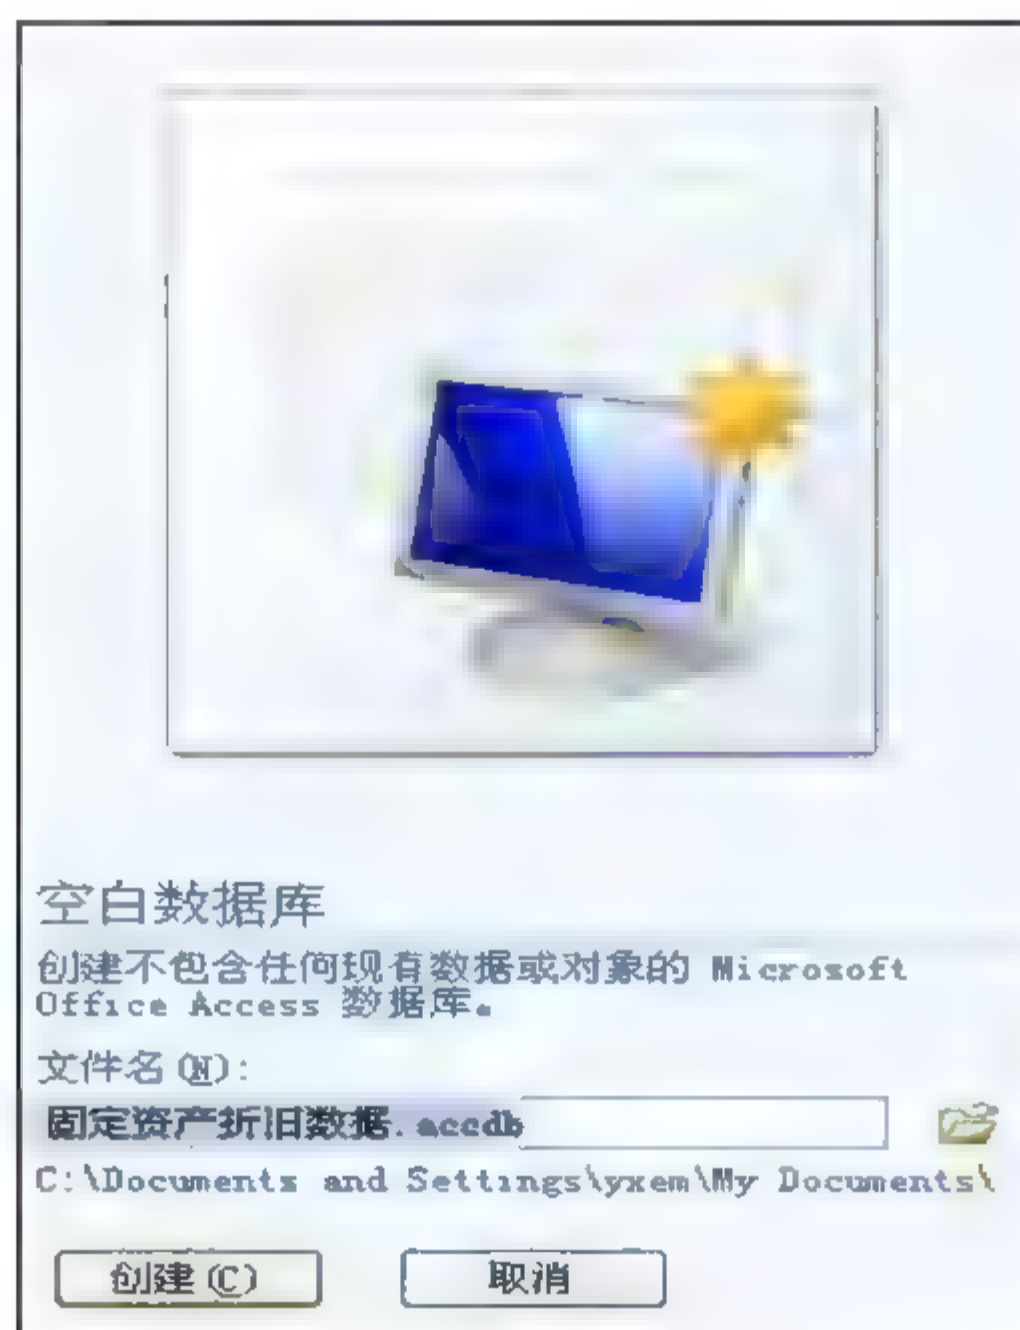 空白数据库
创建不包含任何现有数据或对象的 Microsoft
Office Access 数据库。
文件名(N):
固定资产折旧数据.accdb
C:\Documents and Settings\yxem\My Documents\
创建(C)
取消